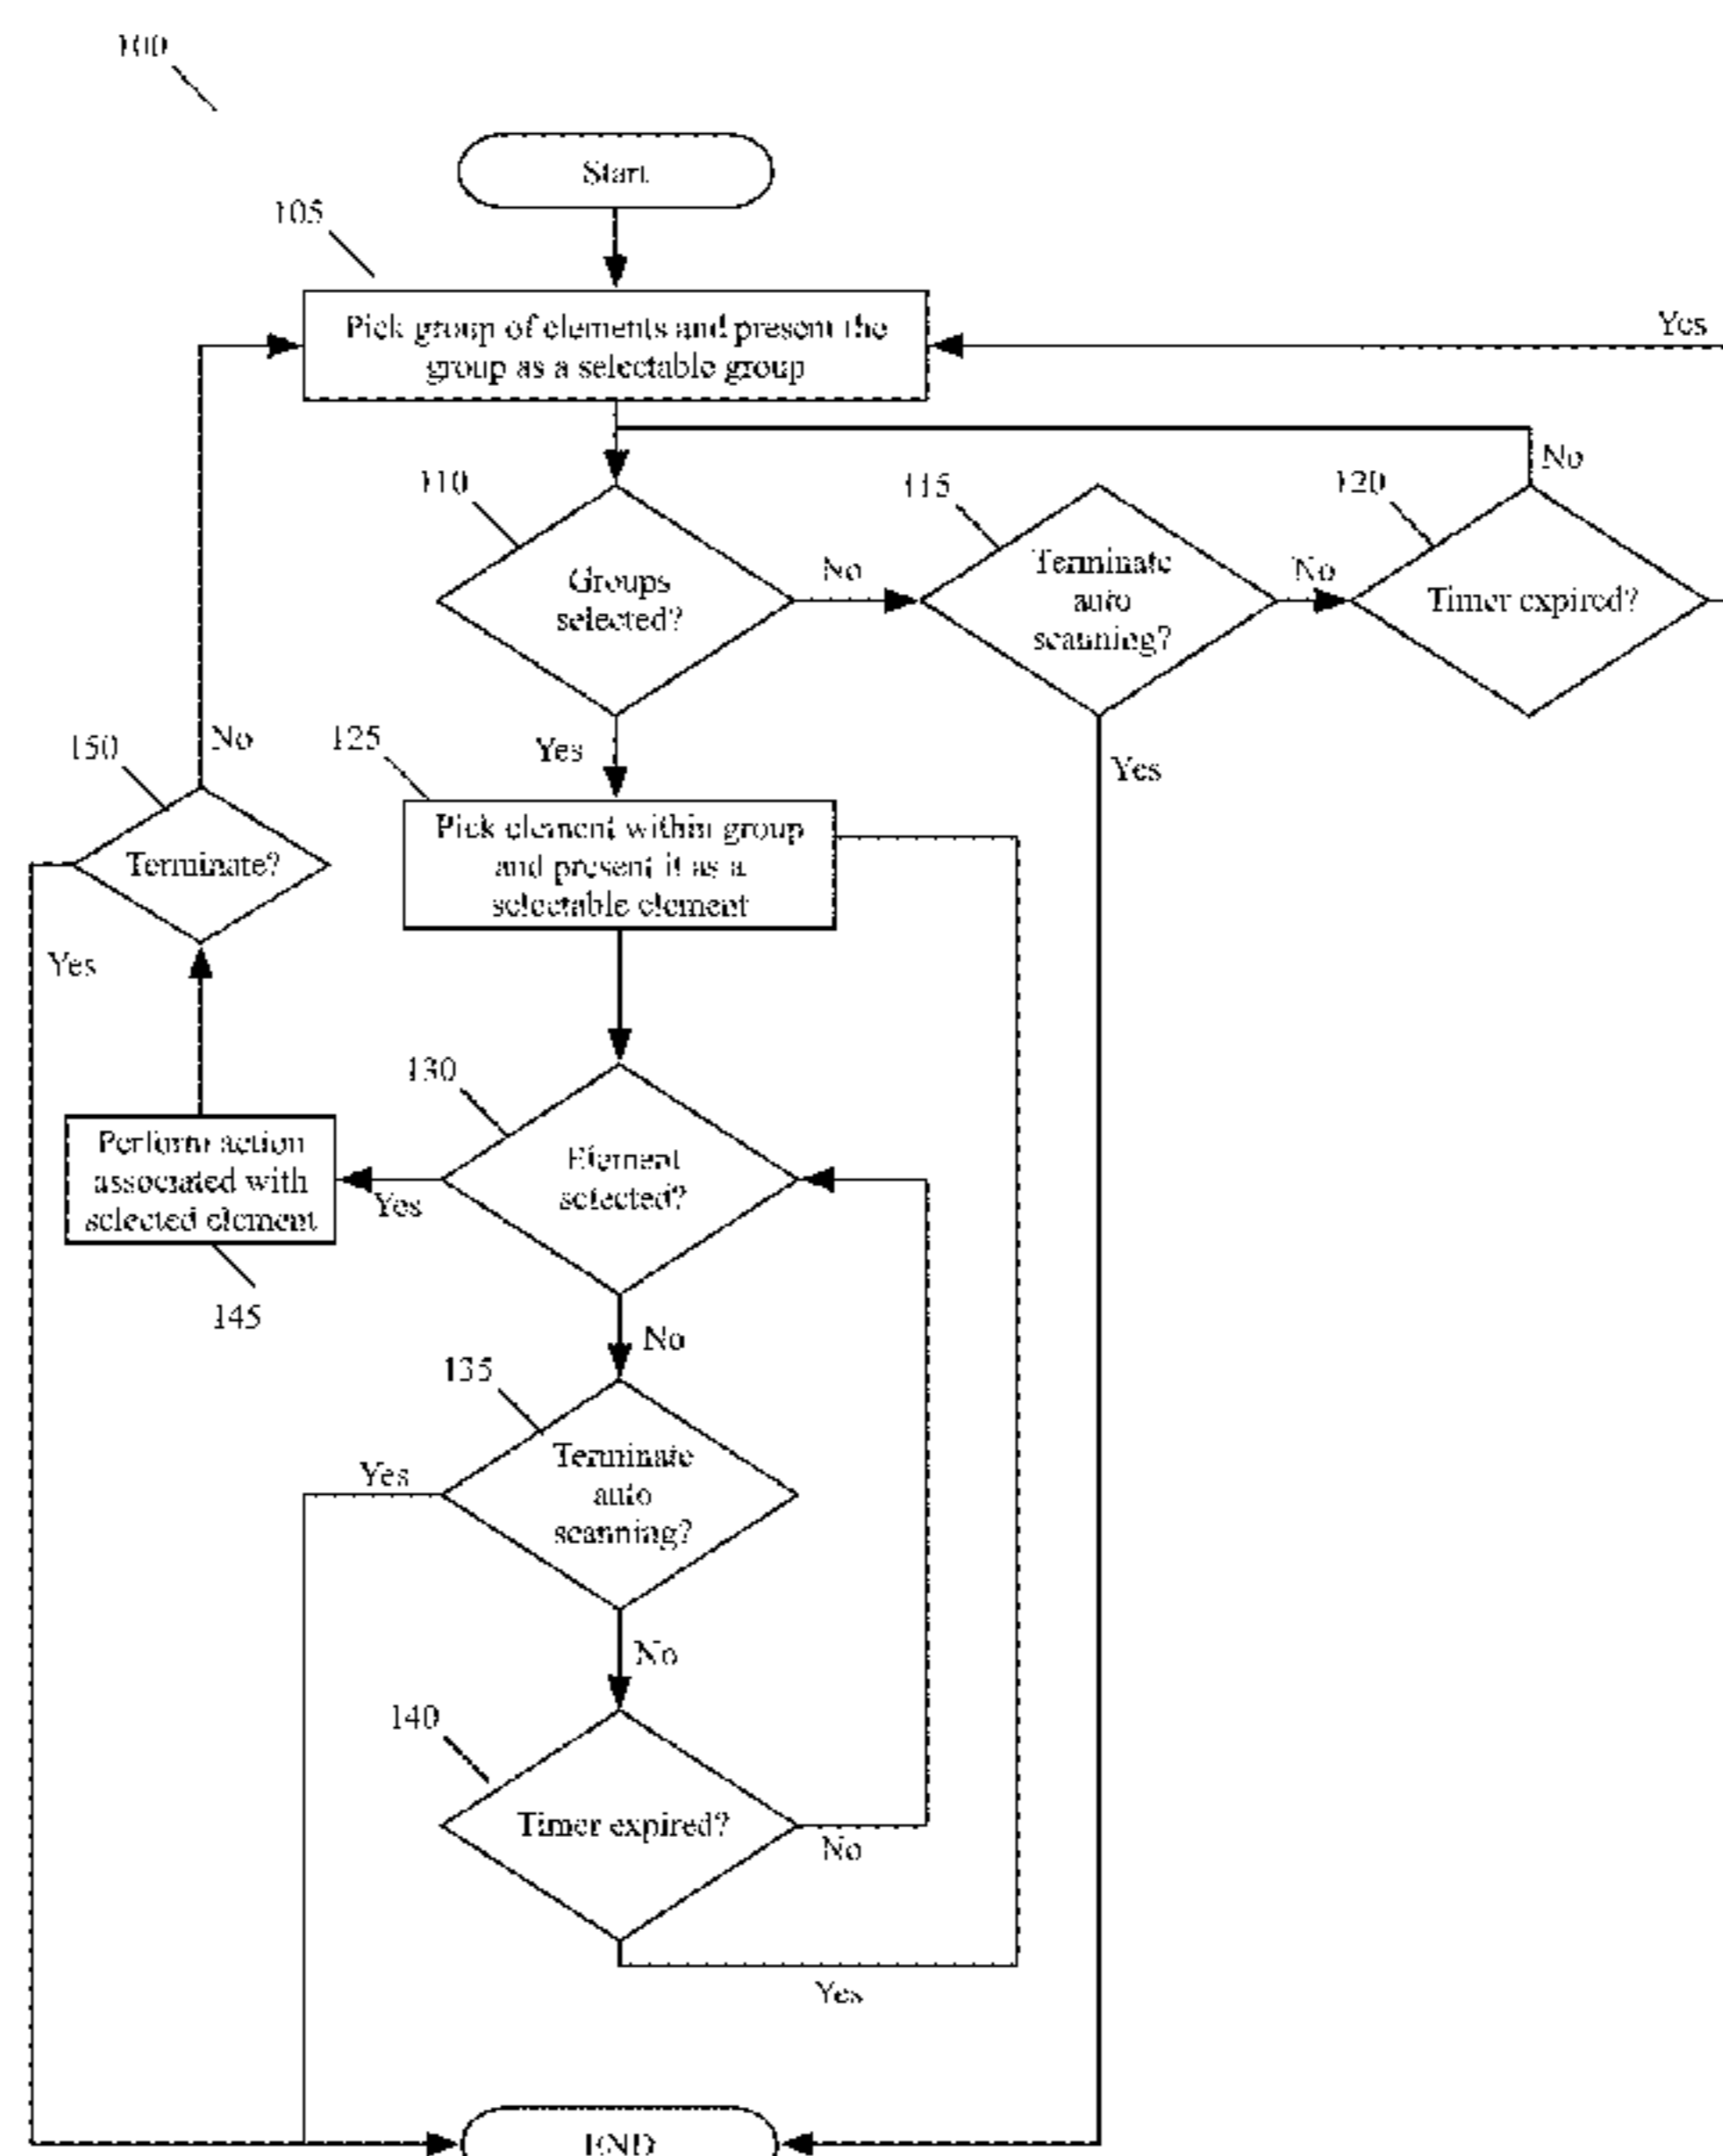 100
Start
105
Pick group of elements and present the
group as a selectable group
Yes
110
Groups
selected?
No
115
Terminate
auto
scanning?
No
120
Timer expired?
No
Yes
Yes
125
Pick element within group
and present it as a
selectable element
150
Terminate?
No
Yes
130
Element
selected?
Yes
Perform action
associated with
selected element
145
No
135
Terminate
auto
scanning?
Yes
No
140
Timer expired?
No
Yes
END